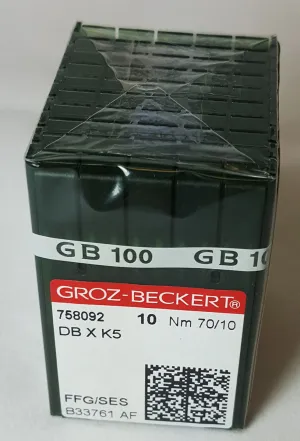 GB 100 GB 10
GROZ-BECKERT®
758092 10 Nm 70/10
DB X K5
FFG/SES
B33761 AF